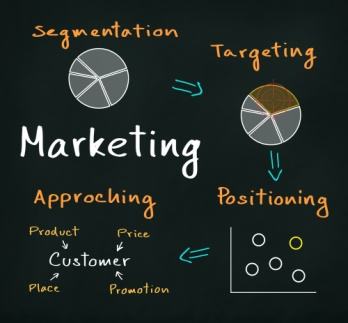 Segmentation
Targeting
Marketing
Approching
Positioning
Product
Price
Customer
Place
Promotion